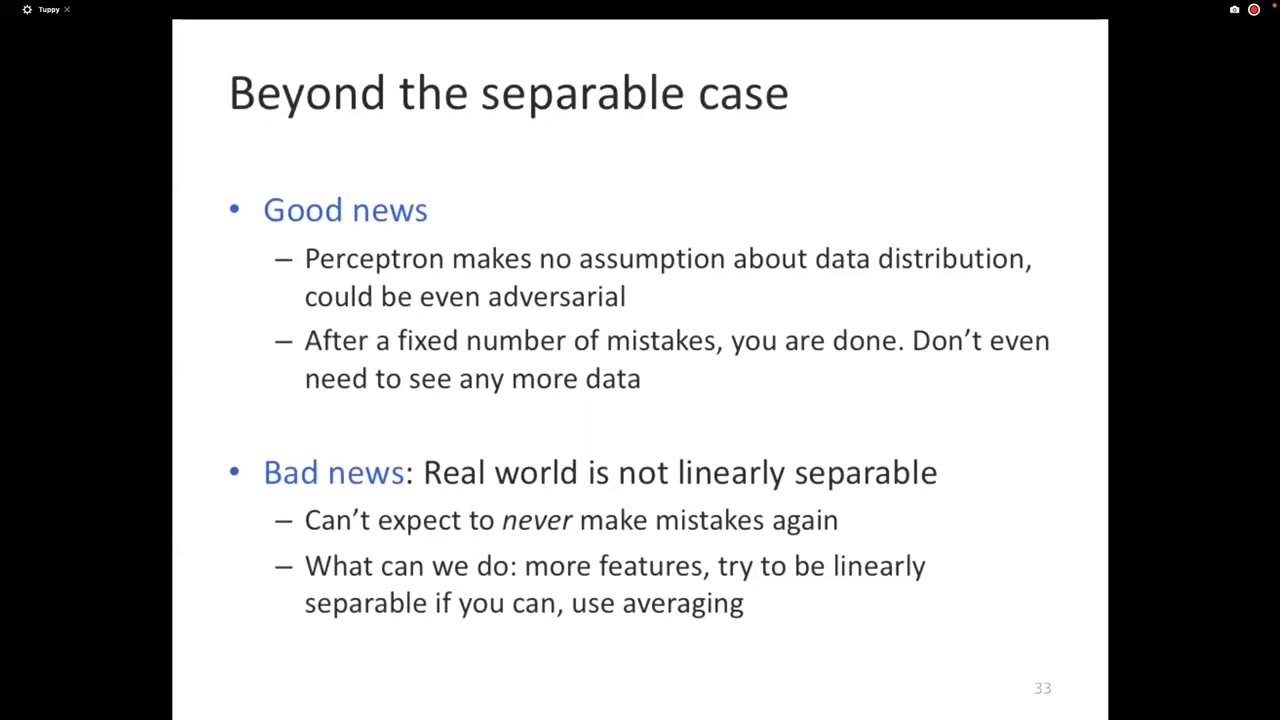 Tuppy
Beyond the separable case
• Good news
– Perceptron makes no assumption about data distribution,
could be even adversarial
– After a fixed number of mistakes, you are done. Don’t even
need to see any more data
• Bad news: Real world is not linearly separable
– Can’t expect to never make mistakes again
– What can we do: more features, try to be linearly
separable if you can, use averaging
33